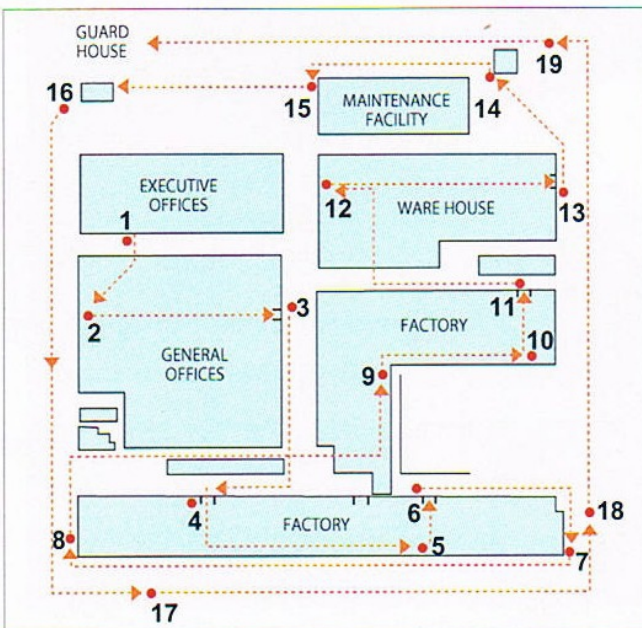 GUARD
HOUSE
19
16
15
MAINTENANCE
FACILITY
14
EXECUTIVE
OFFICES
12
WARE HOUSE
13
1
2
3
11
FACTORY
10
GENERAL
OFFICES
9
4
FACTORY
6
5
7
8
18
17